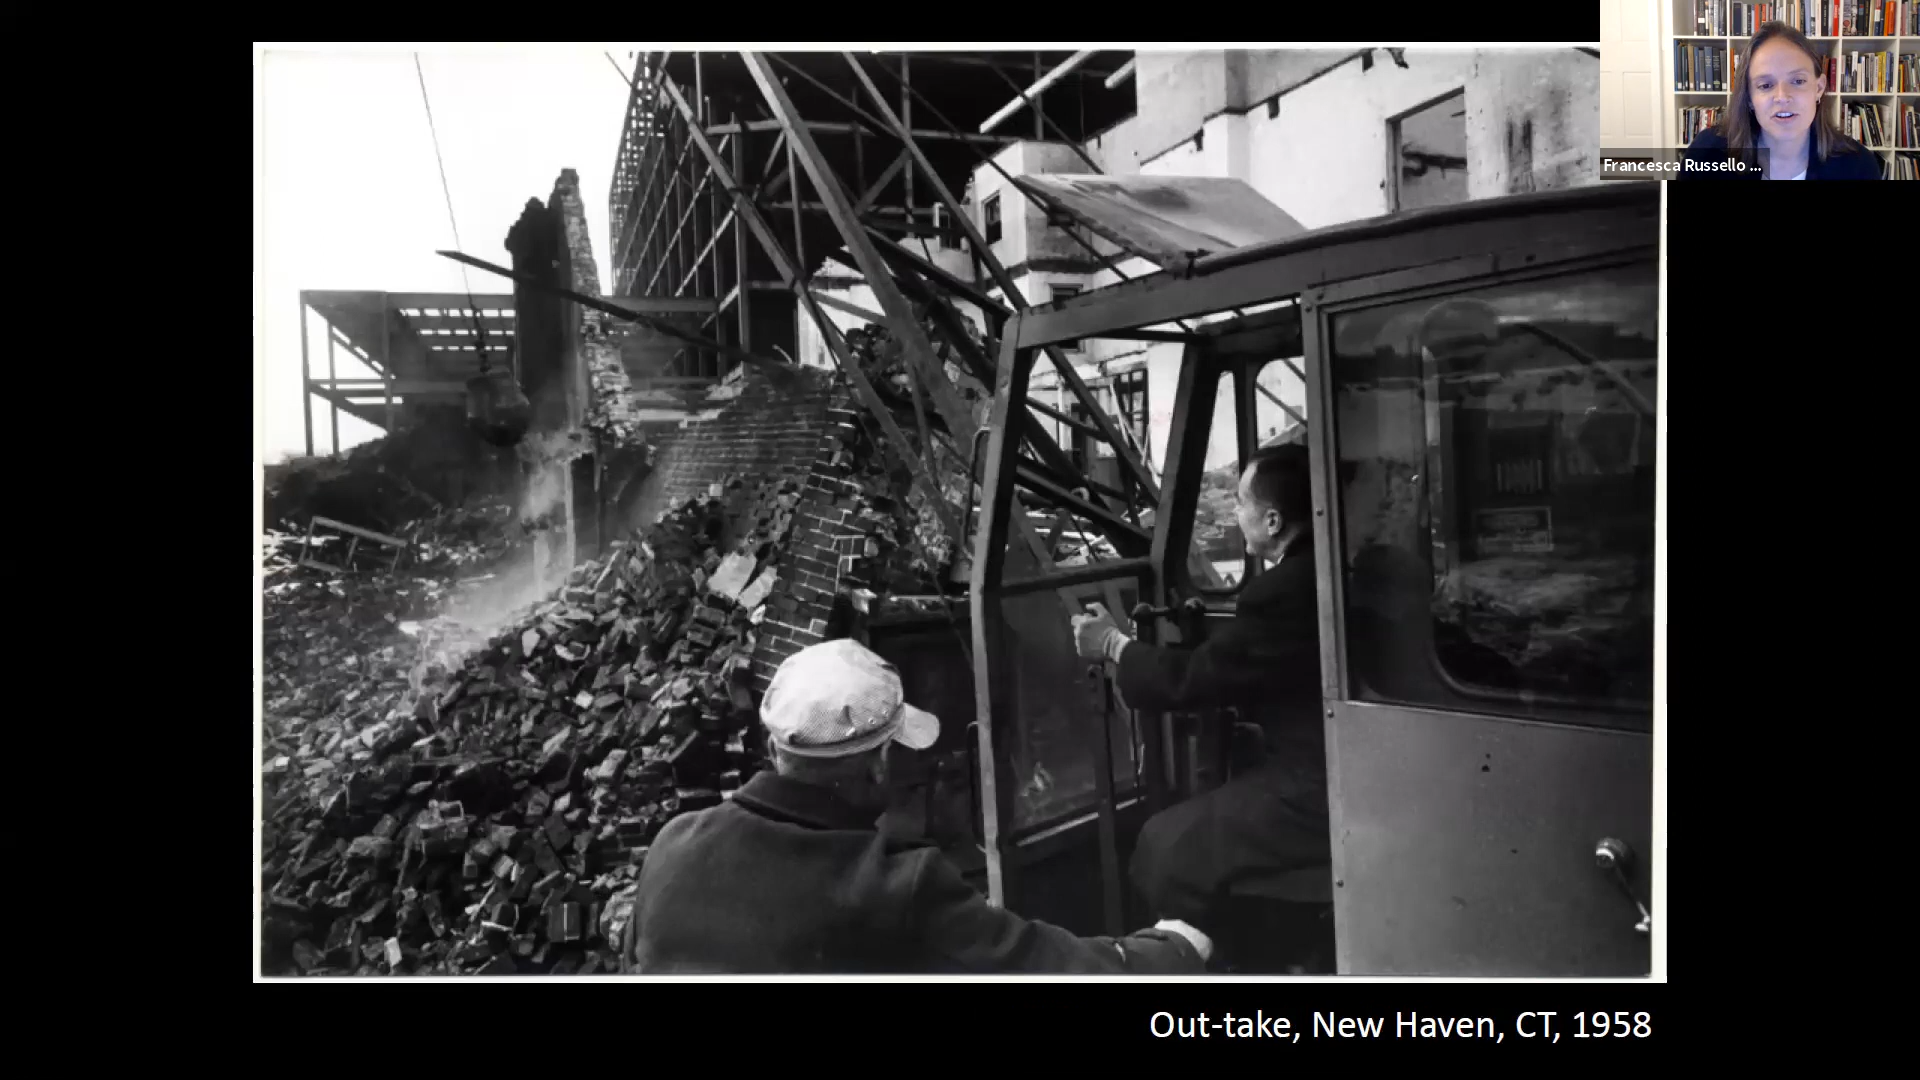 Francesca Russello ...
Out-take, New Haven, CT, 1958